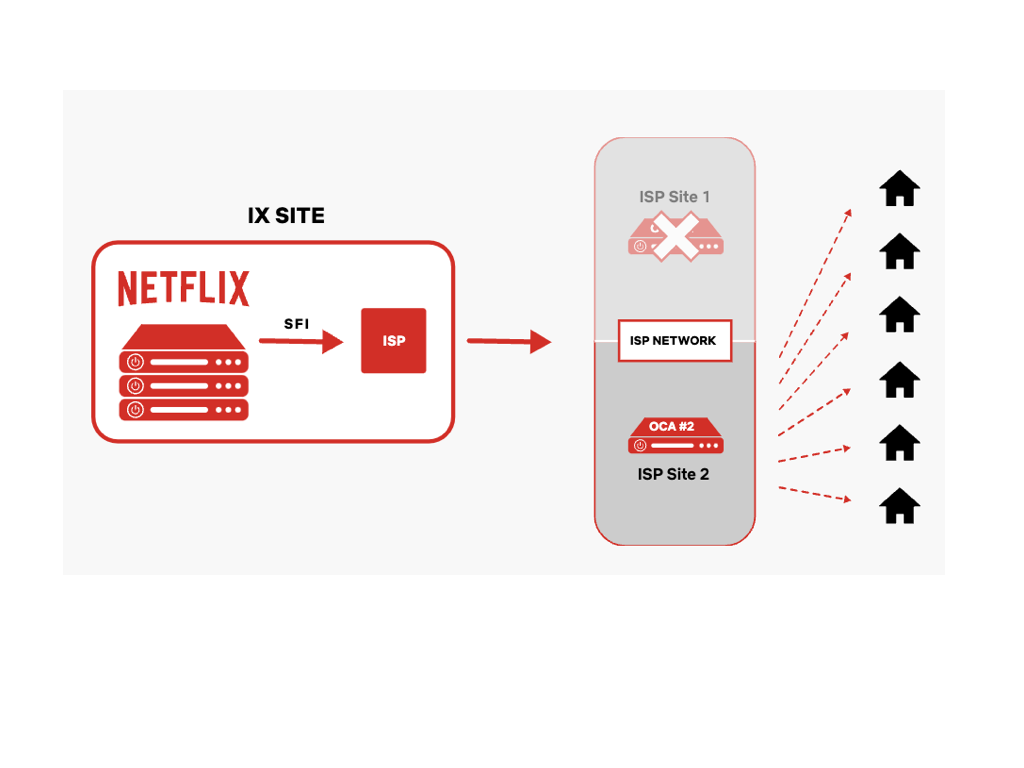 IX SITE
NETFLIX
SFI
ISP
ISP Site 1
ISP NETWORK
OCA #2
ISP Site 2